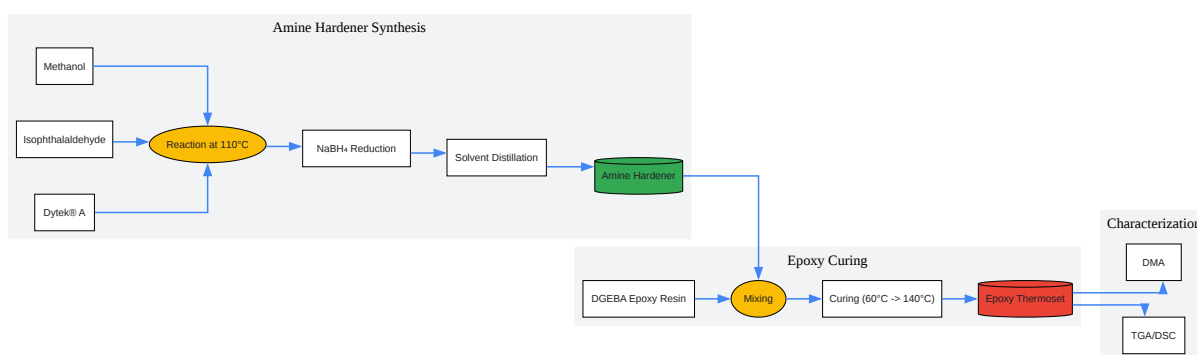 Amine Hardener Synthesis
Methanol
Isophthalaldehyde
Reaction at 110°C
NaBH₄ Reduction
Solvent Distillation
Amine Hardener
Dytek® A
Epoxy Curing
DGEBA Epoxy Resin
Mixing
Curing (60°C -> 140°C)
Epoxy Thermoset
Characterization
DMA
TGA/DSC